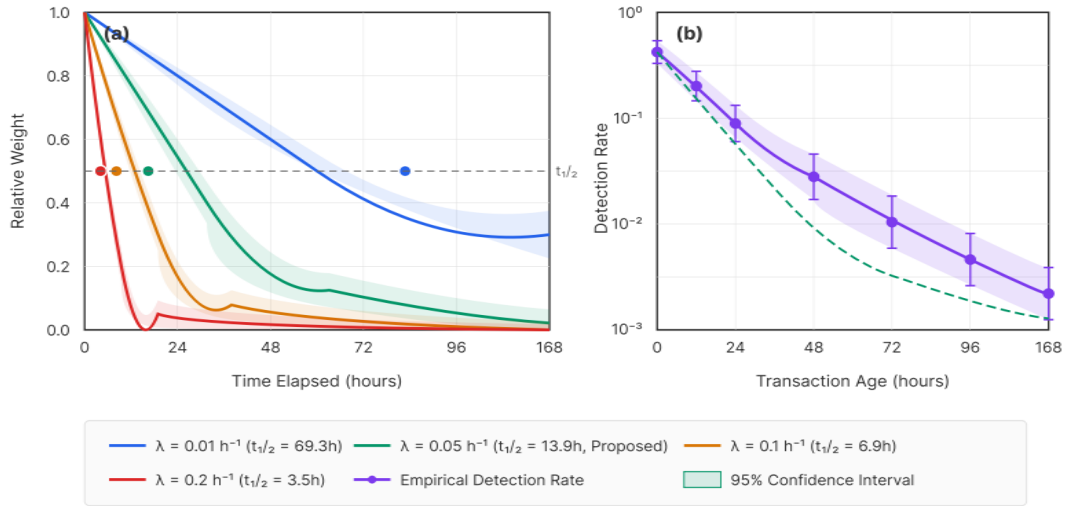 (a)
1.0
0.8
0.6
0.4
0.2
0.0
Relative Weight
t₁/₂
0 24 48 72 96 168
Time Elapsed (hours)
(b)
10⁰
10⁻¹
10⁻²
10⁻³
Detection Rate
0 24 48 72 96 168
Transaction Age (hours)
λ = 0.01 h⁻¹ (t₁/₂ = 69.3h) λ = 0.05 h⁻¹ (t₁/₂ = 13.9h, Proposed) λ = 0.1 h⁻¹ (t₁/₂ = 6.9h)
λ = 0.2 h⁻¹ (t₁/₂ = 3.5h) Empirical Detection Rate 95% Confidence Interval